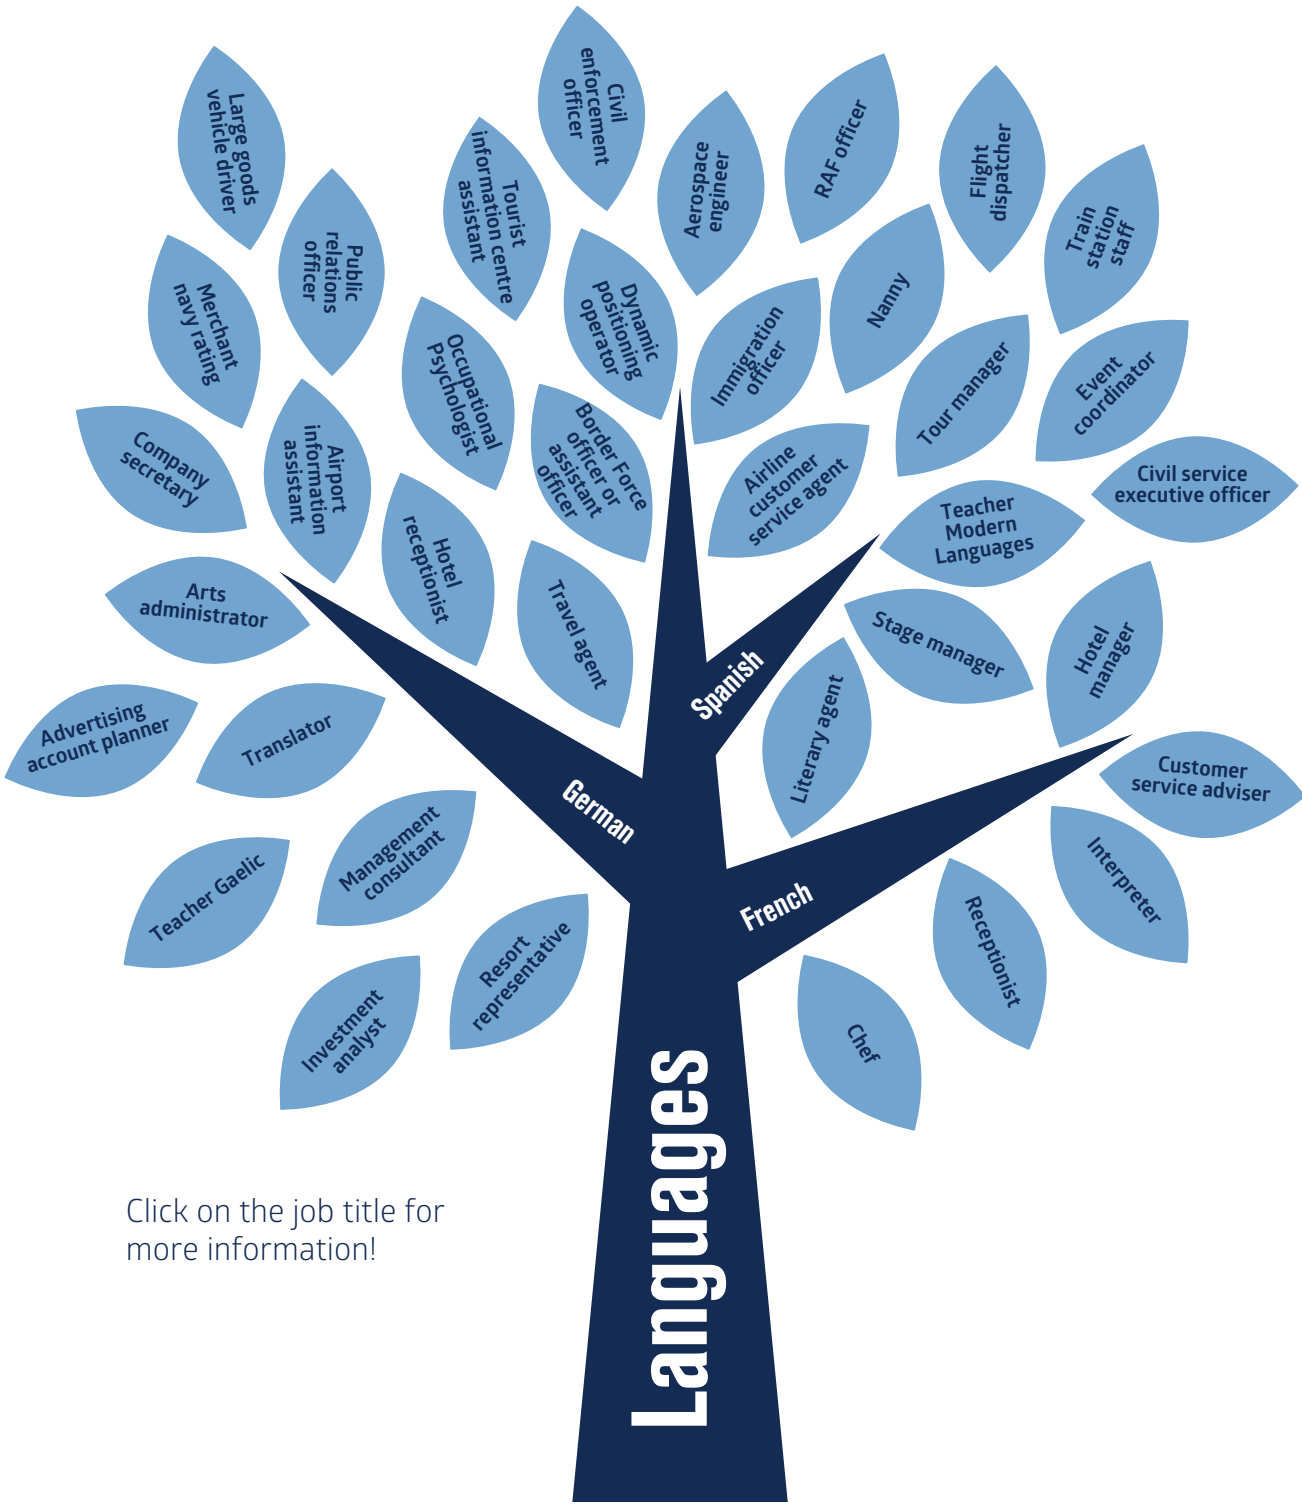 Civil
enforcement
officer
Large goods
vehicle driver
RAF officer
Flight
dispatcher
Aerospace
engineer
Tourist
information centre
assistant
Train
station
staff
Public
relations
officer
Merchant
navy rating
Dynamic
positioning
operator
Nanny
Immigration
officer
Occupational
Psychologist
Tour manager
Event
coordinator
Company
secretary
Airport
information
assistant
Border Force
officer or
assistant
officer
Airline
customer
service agent
Civil service
executive officer
Teacher
Modern
Languages
Hotel
receptionist
Arts
administrator
Travel agent
Stage manager
Hotel
manager
Spanish
Advertising
account planner
Translator
Literary agent
Customer
service adviser
German
Management
consultant
Interpreter
Teacher Gaelic
French
Receptionist
Resort
representative
Investment
analyst
Chef
Languages
Click on the job title for
more information!